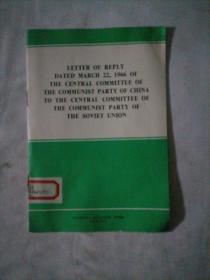 LETTER OF REPLY
DATED MARCH 22, 1966 OF
THE CENTRAL COMMITTEE OF
THE COMMUNIST PARTY OF CHINA
TO THE CENTRAL COMMITTEE OF
THE COMMUNIST PARTY OF
THE SOVIET UNION